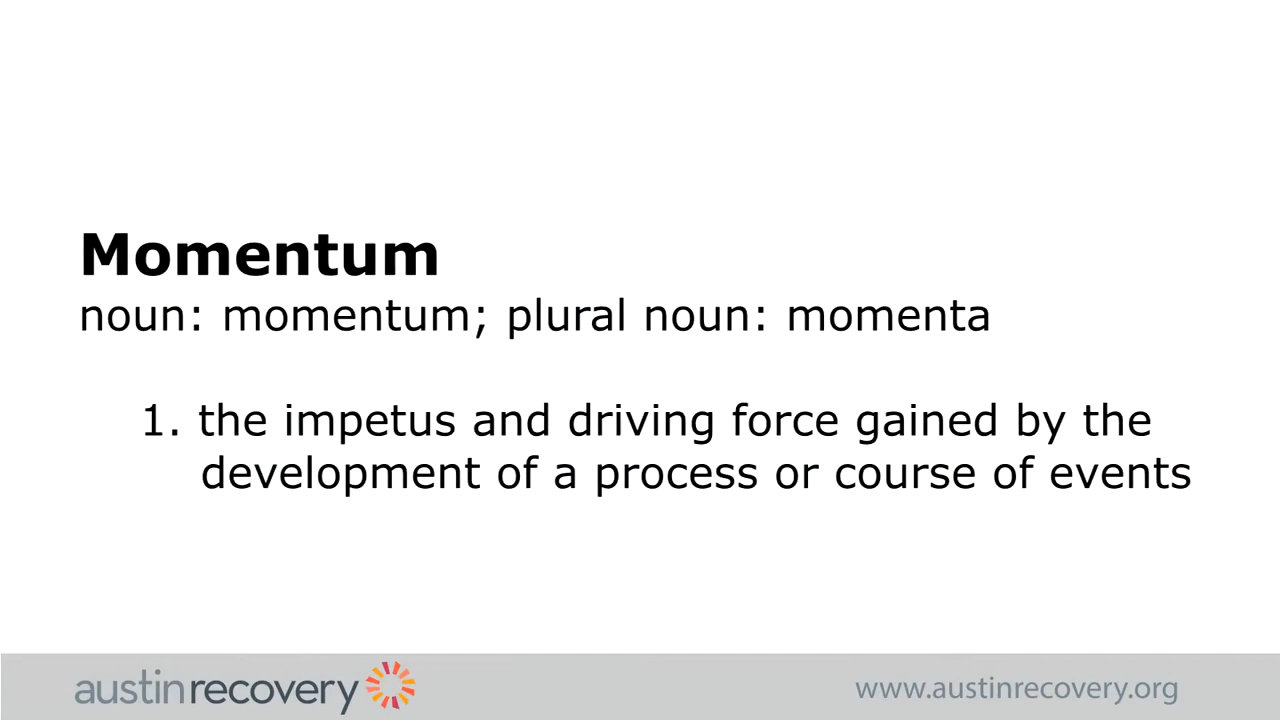 Momentum
noun: momentum; plural noun: momenta
1. the impetus and driving force gained by the
development of a process or course of events
austinrecovery
www.austinrecovery.org